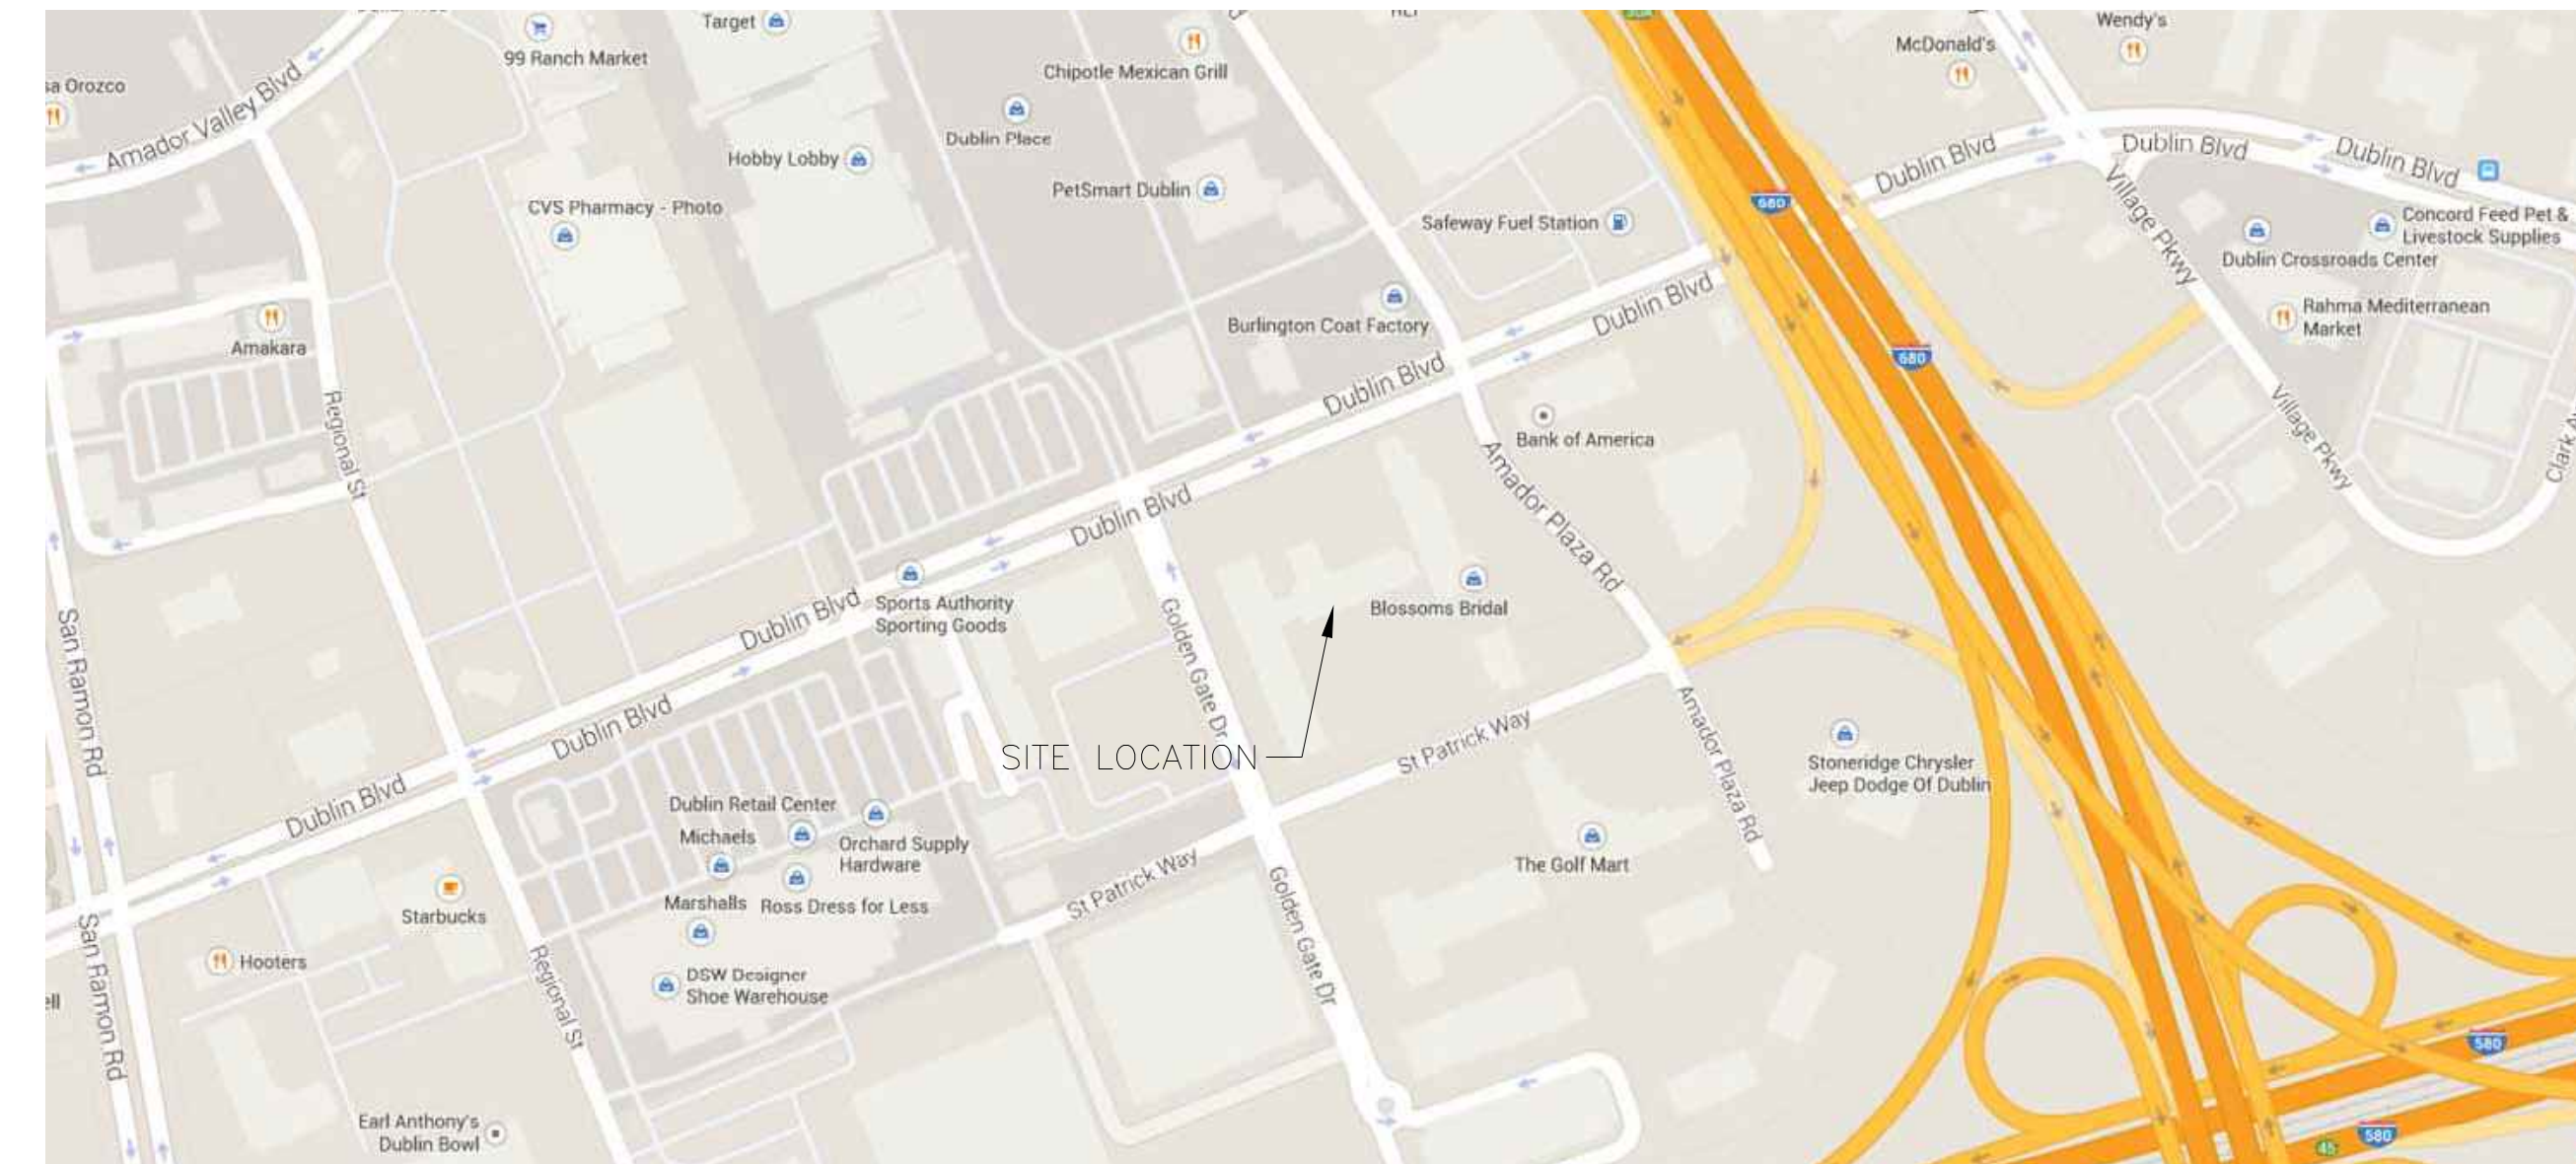 Target
99 Ranch Market
Chipotle Mexican Grill
McDonald's
Wendy's
sa Orozco
Amador Valley Blvd
Dublin Place
Hobby Lobby
PetSmart Dublin
CVS Pharmacy - Photo
Safeway Fuel Station
680
Dublin Blvd
Dublin Blvd
Dublin Blvd
Village Pkwy
Concord Feed Pet &
Livestock Supplies
Dublin Crossroads Center
Rahma Mediterranean
Market
Burlington Coat Factory
Dublin Blvd
Amakara
680
Dublin Blvd
Regional St
Bank of America
Village Pkwy
Clark A
Amador Plaza Rd
Dublin Blvd
Sports Authority
Sporting Goods
Dublin Blvd
Golden Gate Dr
Blossoms Bridal
San Ramon Rd
Dublin Blvd
SITE LOCATION
St Patrick Way
Amador Plaza Rd
Stoneridge Chrysler
Jeep Dodge Of Dublin
Dublin Blvd
Dublin Retail Center
Michaels
Orchard Supply
Hardware
The Golf Mart
Marshalls
Ross Dress for Less
St Patrick Way
Golden Gate Dr
Starbucks
Hooters
San Ramon Rd
Regional St
DSW Designer
Shoe Warehouse
ell
580
Earl Anthony's
Dublin Bowl
580
45